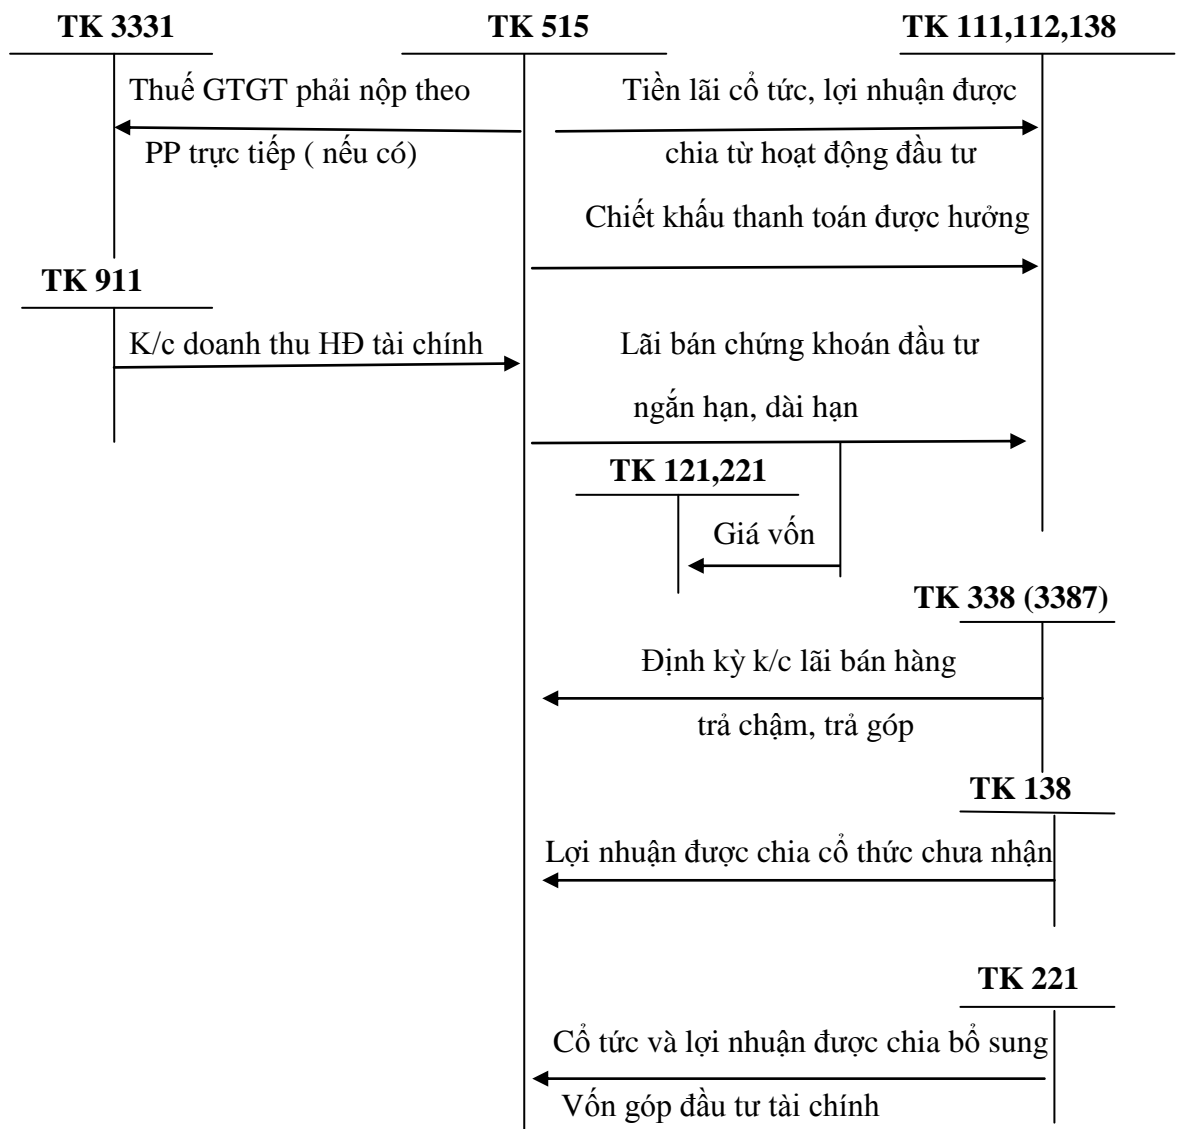 TK 3331
TK 515
TK 111,112,138
Thuế GTGT phải nộp theo
PP trực tiếp ( nếu có)
Tiền lãi cổ tức, lợi nhuận được
chia từ hoạt động đầu tư
Chiết khấu thanh toán được hưởng
TK 911
K/c doanh thu HĐ tài chính
Lãi bán chứng khoán đầu tư
ngắn hạn, dài hạn
TK 121,221
Giá vốn
TK 338 (3387)
Định kỳ k/c lãi bán hàng
trả chậm, trả góp
TK 138
Lợi nhuận được chia cổ thức chưa nhận
TK 221
Cổ tức và lợi nhuận được chia bổ sung
Vốn góp đầu tư tài chính